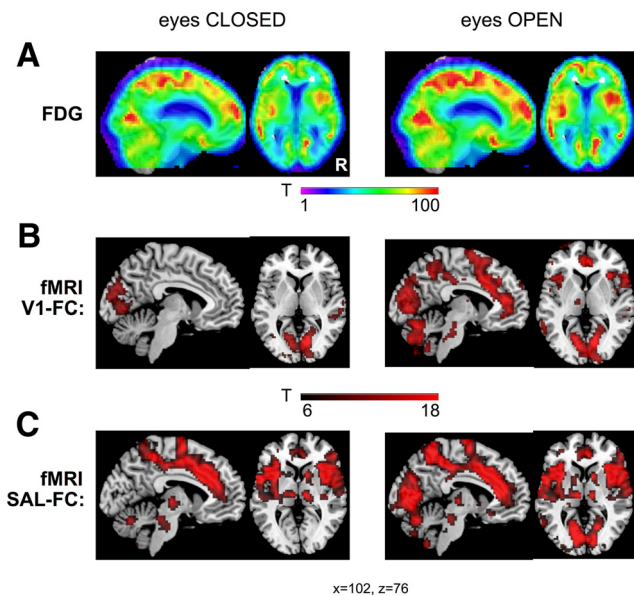 eyes CLOSED
eyes OPEN
A
FDG
R
T
1
100
B
fMRI
V1-FC:
T
6
18
C
fMRI
SAL-FC:
x=102, z=76